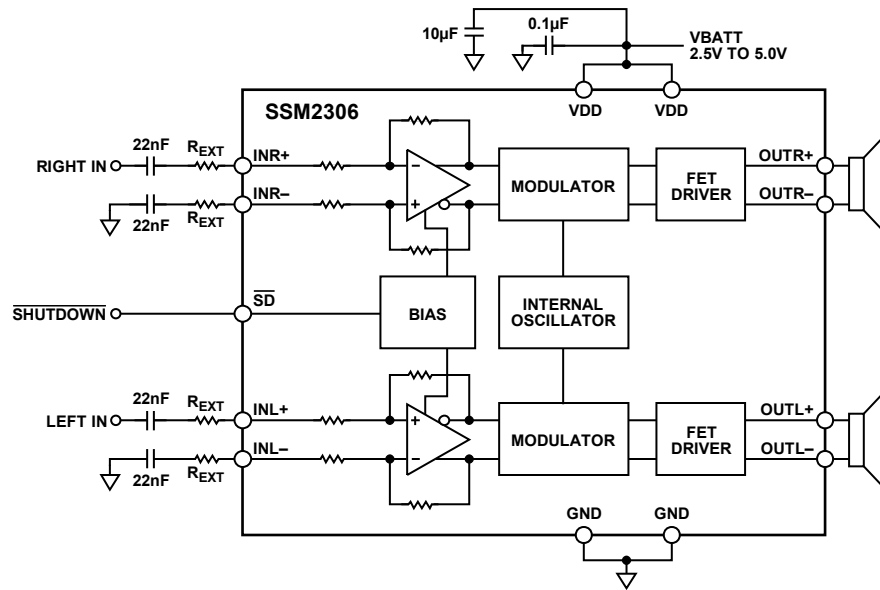 10µF
0.1µF
VBATT
2.5V TO 5.0V
SSM2306
VDD
VDD
22nF
REXT
RIGHT IN
INR+
INR–
22nF
REXT
–
+
MODULATOR
FET
DRIVER
OUTR+
OUTR–
SHUTDOWN
SD
BIAS
INTERNAL
OSCILLATOR
22nF
REXT
LEFT IN
INL+
INL–
22nF
REXT
+
–
MODULATOR
FET
DRIVER
OUTL+
OUTL–
GND
GND